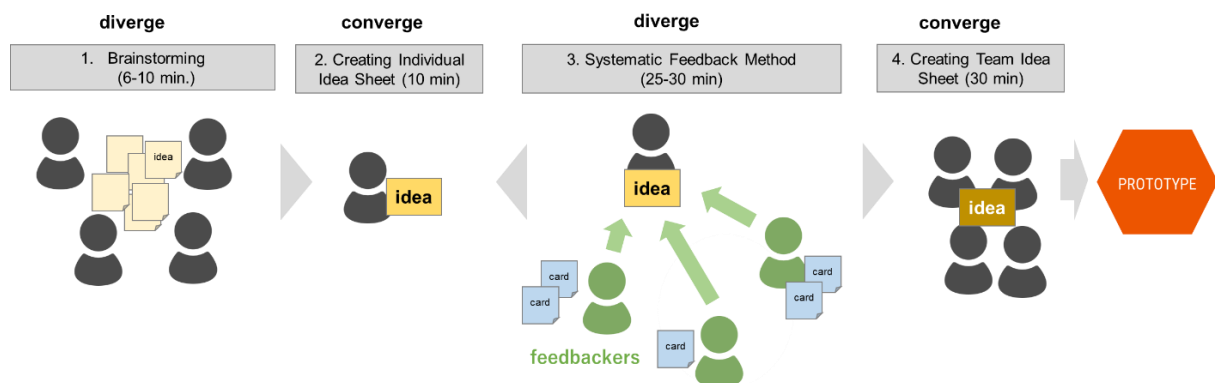 diverge
1. Brainstorming
(6-10 min.)
idea
converge
2. Creating Individual
Idea Sheet (10 min)
idea
diverge
3. Systematic Feedback Method
(25-30 min)
idea
card
card
card
card
card
feedbackers
converge
4. Creating Team Idea
Sheet (30 min)
idea
PROTOTYPE